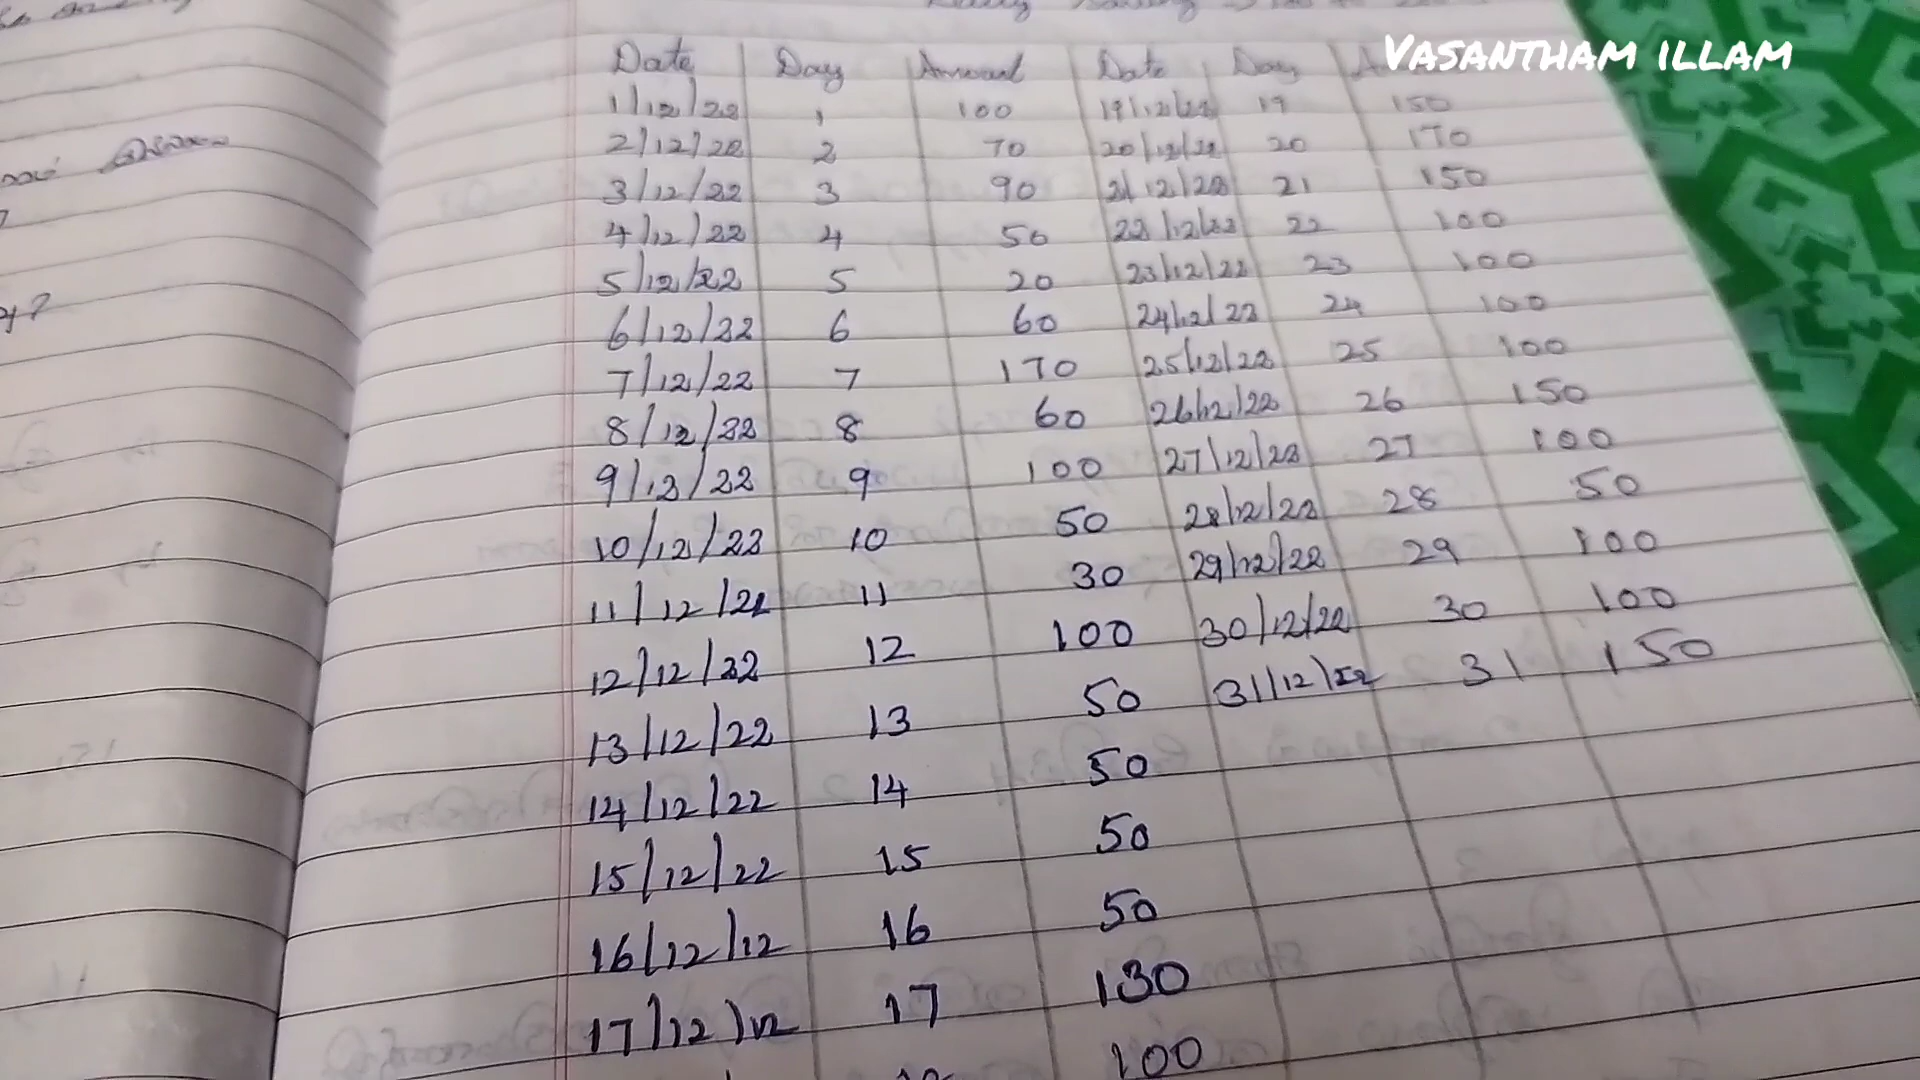 VASANTHAM ILLAM
Date Day Amount Date Day
1/12/22 1 100 19/12/22 19 150
2/12/22 2 70 20/12/22 20 170
3/12/22 3 90 21/12/22 21 150
4/12/22 4 50 22/12/22 22 100
5/12/22 5 20 23/12/22 23 100
6/12/22 6 60 24/12/22 24 100
7/12/22 7 170 25/12/22 25 100
8/12/22 8 60 26/12/22 26 150
9/12/22 9 100 27/12/22 27 100
10/12/22 10 50 28/12/22 28 50
11/12/22 11 30 29/12/22 29 100
12/12/22 12 100 30/12/22 30 100
13/12/22 13 50 31/12/22 31 150
14/12/22 14 50
15/12/22 15 50
16/12/12 16 50
17/12/12 17 130
100